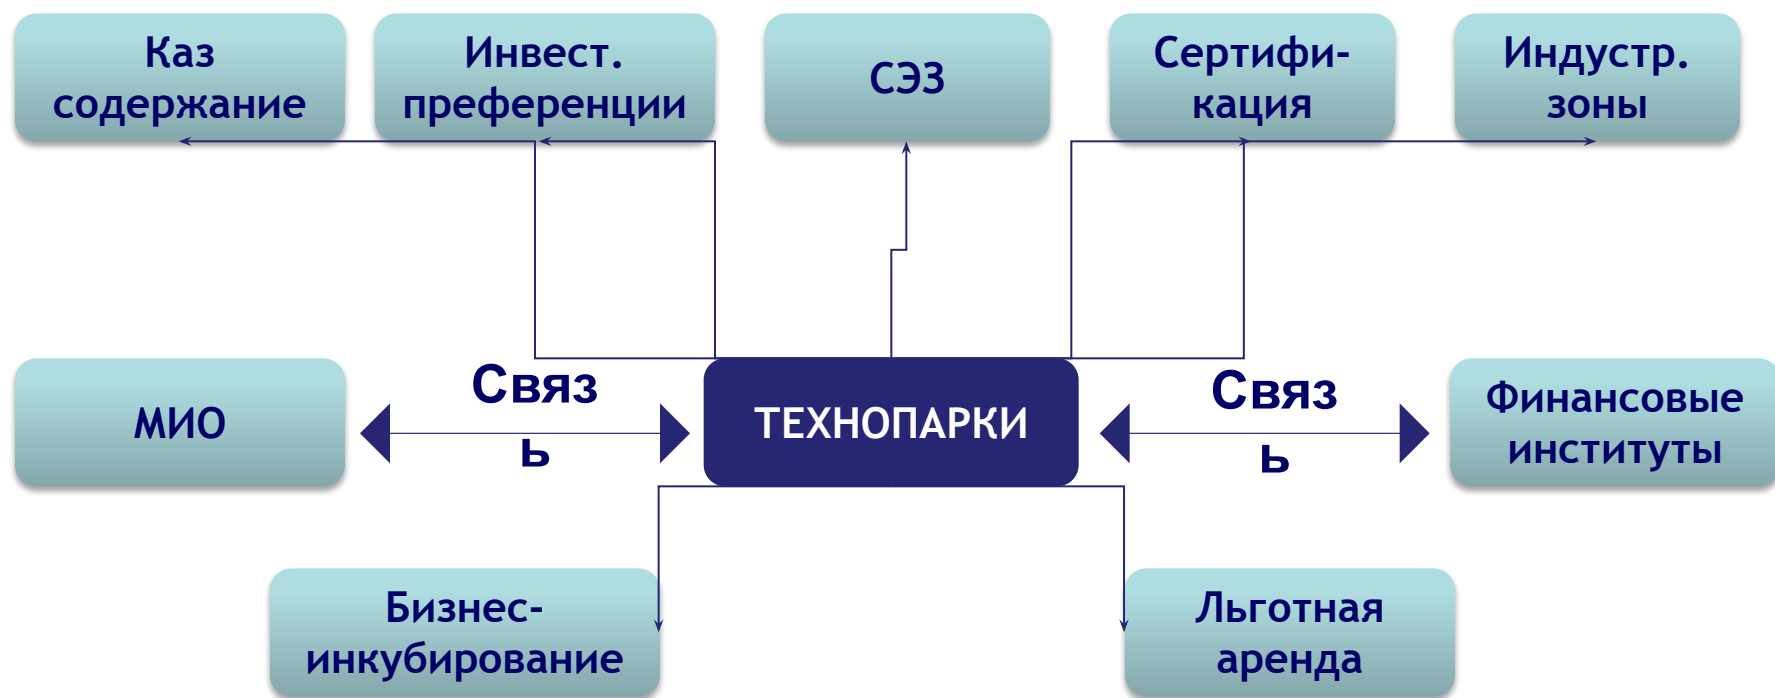 Каз
содержание
Инвест.
преференции
СЭЗ
Сертифи-
кация
Индустр.
зоны
МИО
Связ
ь
ТЕХНОПАРКИ
Связ
ь
Финансовые
институты
Бизнес-
инкубирование
Льготная
аренда